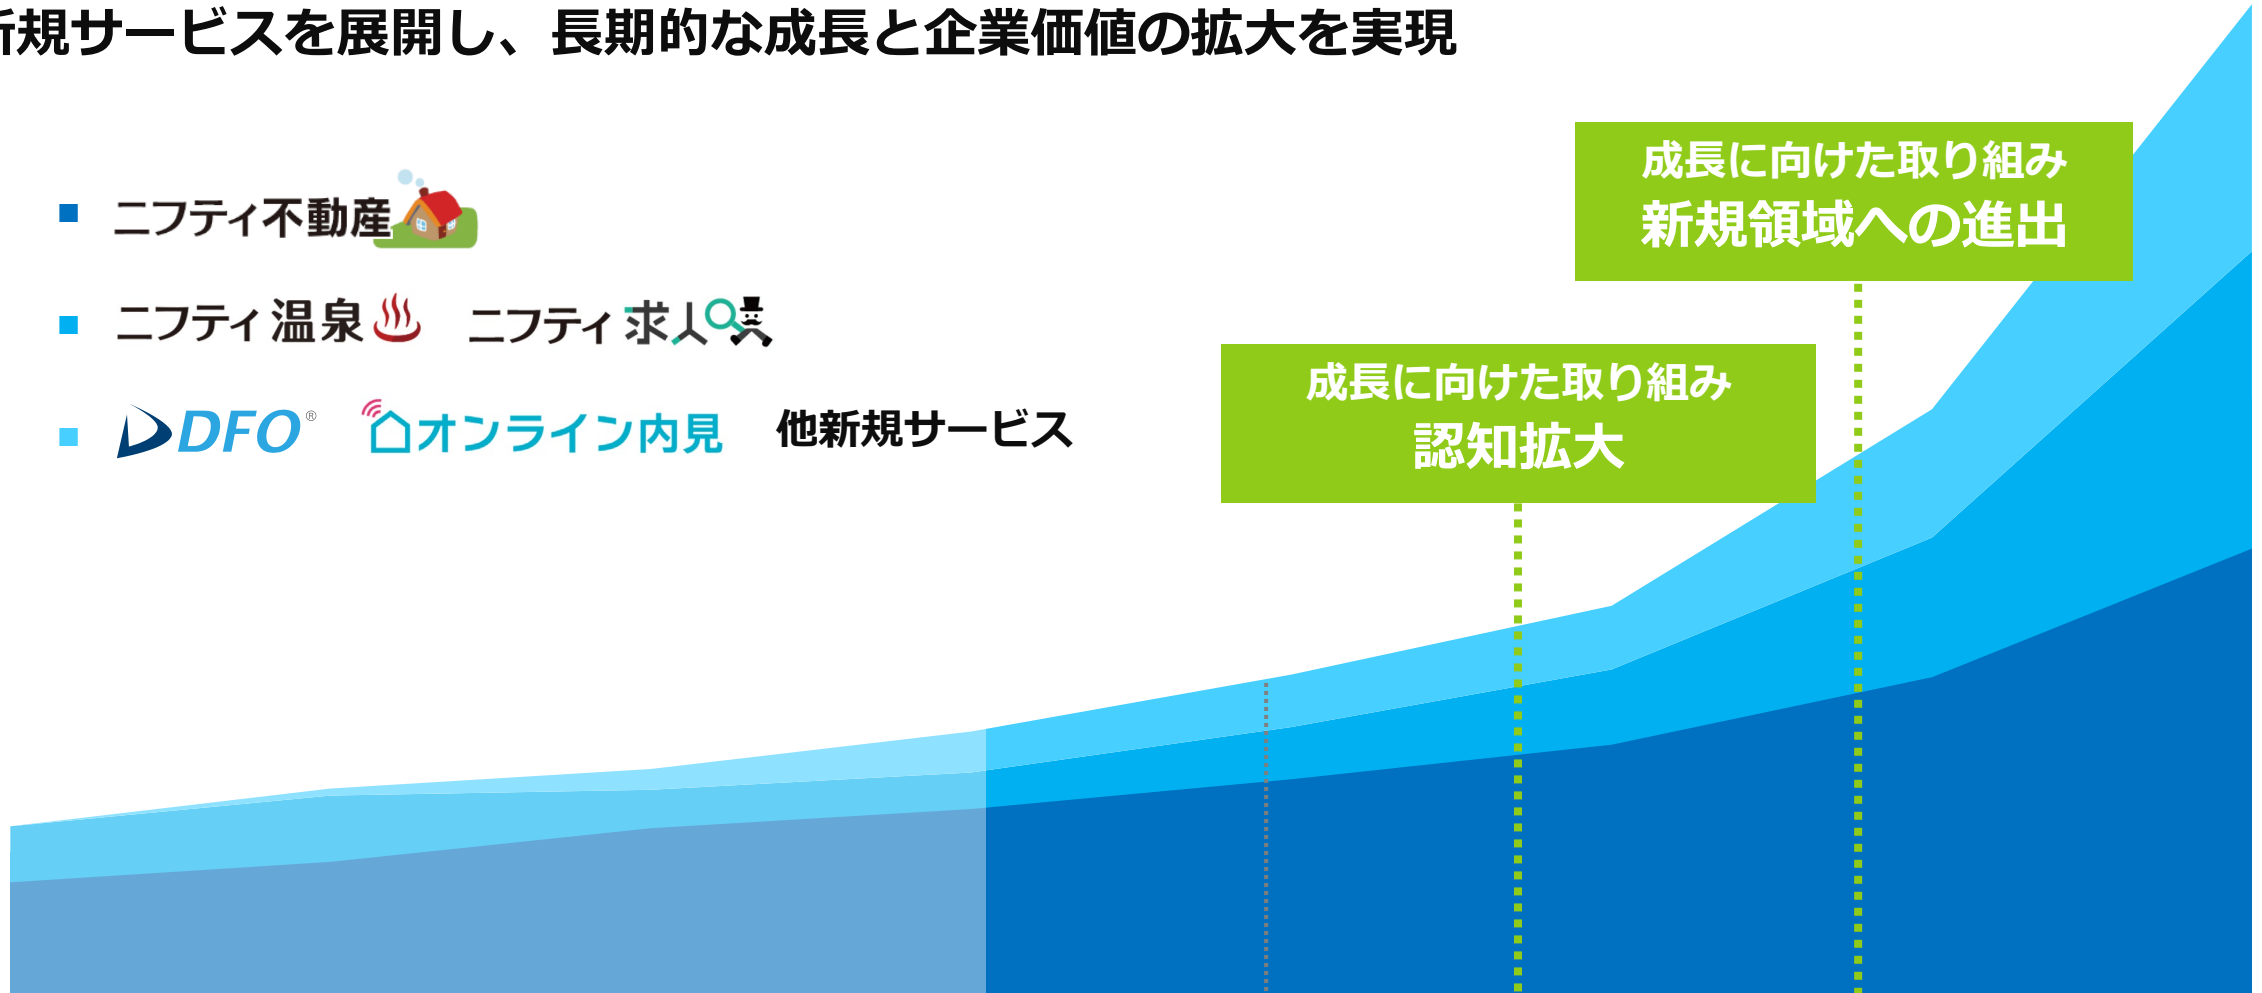 新規サービスを展開し、長期的な成長と企業価値の拡大を実現
成長に向けた取り組み
新規領域への進出
ニフティ不動産
ニフティ温泉 ニフティ求人
成長に向けた取り組み
認知拡大
DFO® オンライン内見 他新規サービス